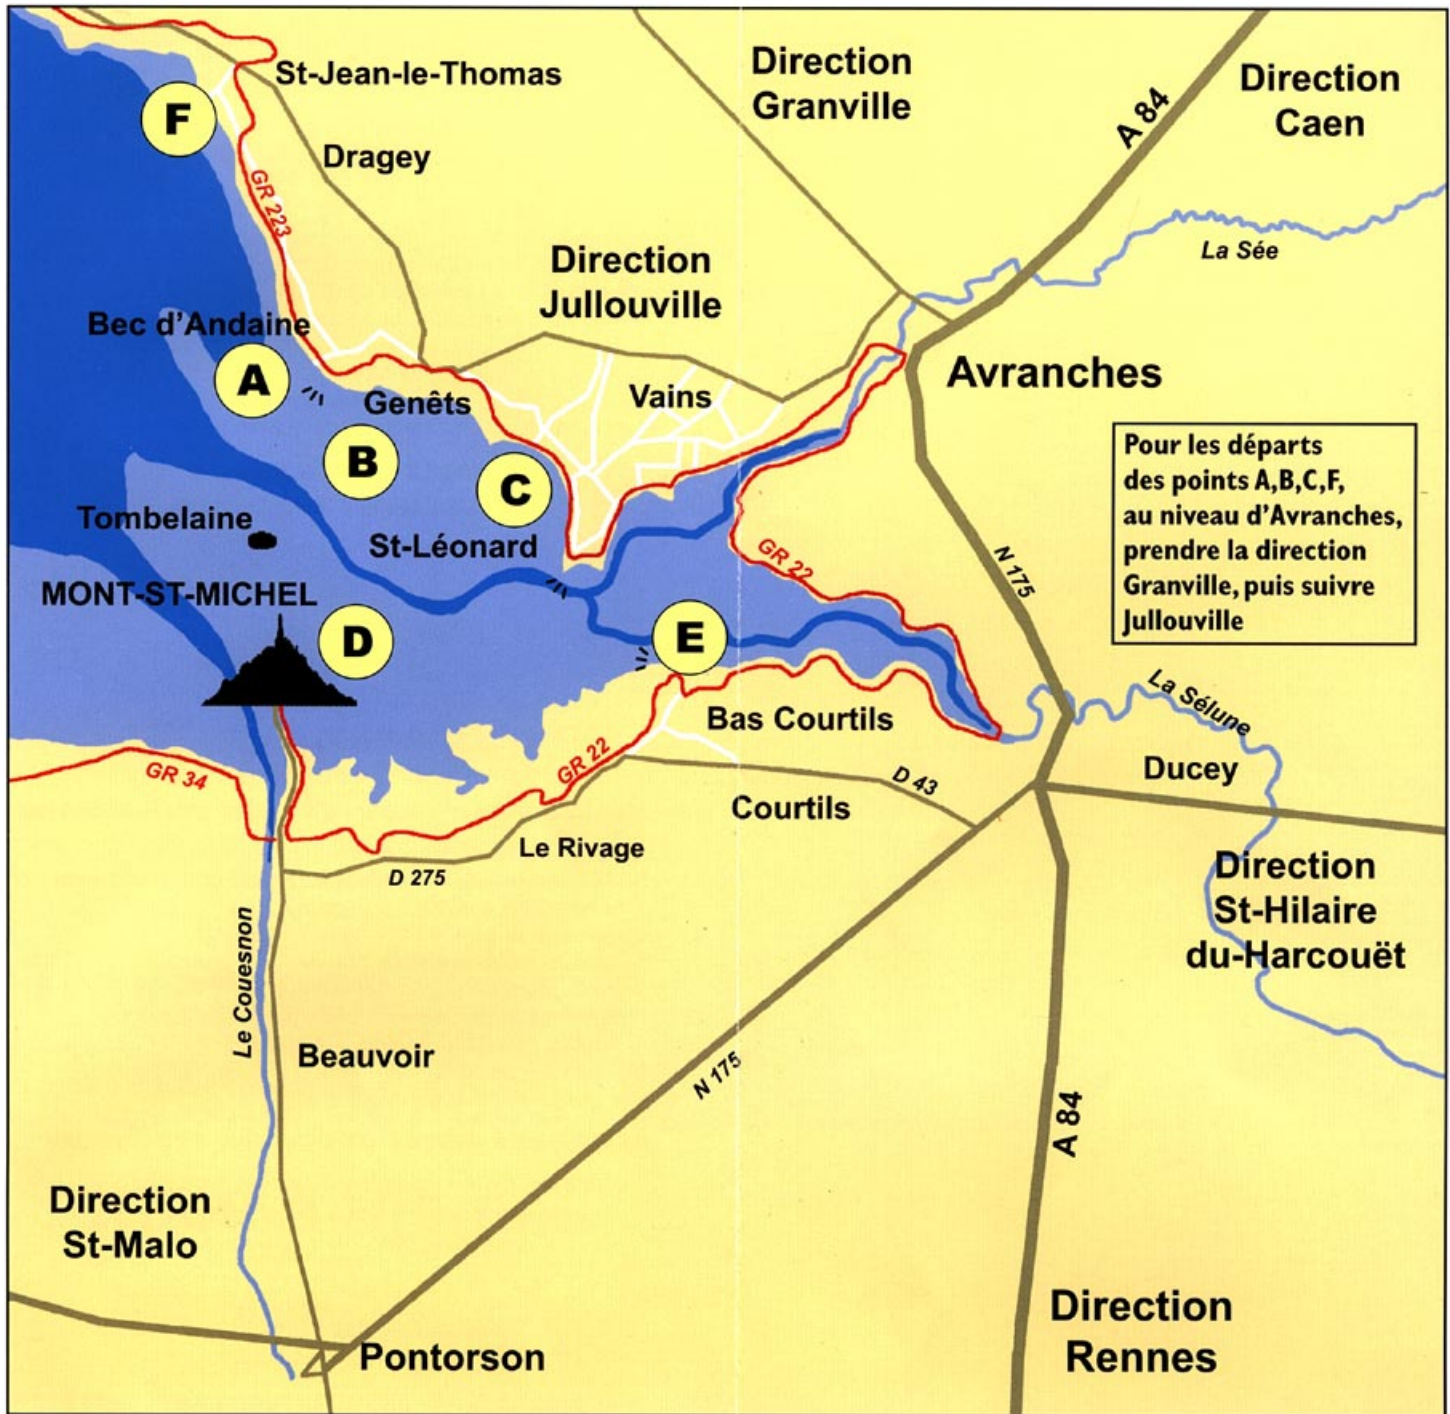 Direction
Granville
Direction
Caen
A 84
St-Jean-le-Thomas
F
Dragey
GR 223
La Sée
Direction
Jullouville
Bec d'Andaine
A
Genêts
Vains
Avranches
B
C
Pour les départs
des points A,B,C,F,
au niveau d'Avranches,
prendre la direction
Granville, puis suivre
Jullouville
Tombelaine
St-Léonard
GR 22
N 175
MONT-ST-MICHEL
D
E
La Sélune
Bas Courtils
GR 34
GR 22
D 43
Ducey
Courtils
Le Rivage
D 275
Direction
St-Hilaire
du-Harcouët
Le Couesnon
Beauvoir
N 175
A 84
Direction
St-Malo
Direction
Rennes
Pontorson